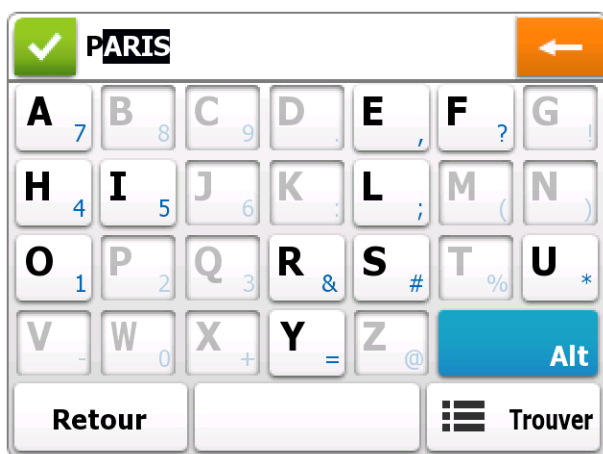 PARIS
A 7 B 8 C 9 D . E , F ? G !
H 4 I 5 J 6 K : L ; M ( N )
O 1 P 2 Q 3 R & S # T % U *
V - W 0 X + Y = Z @ Alt
Retour Trouver